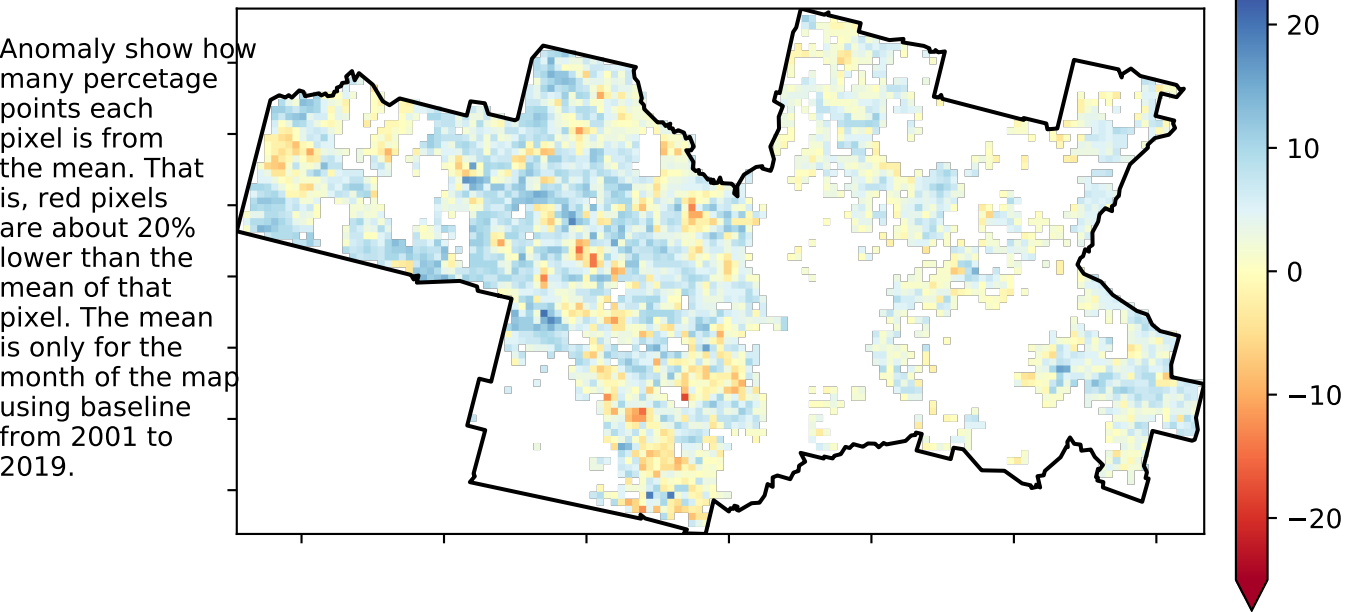 Anomaly show how
many percetage
points each
pixel is from
the mean. That
is, red pixels
are about 20%
lower than the
mean of that
pixel. The mean
is only for the
month of the map
using baseline
from 2001 to
2019.
20
10
0
−10
−20